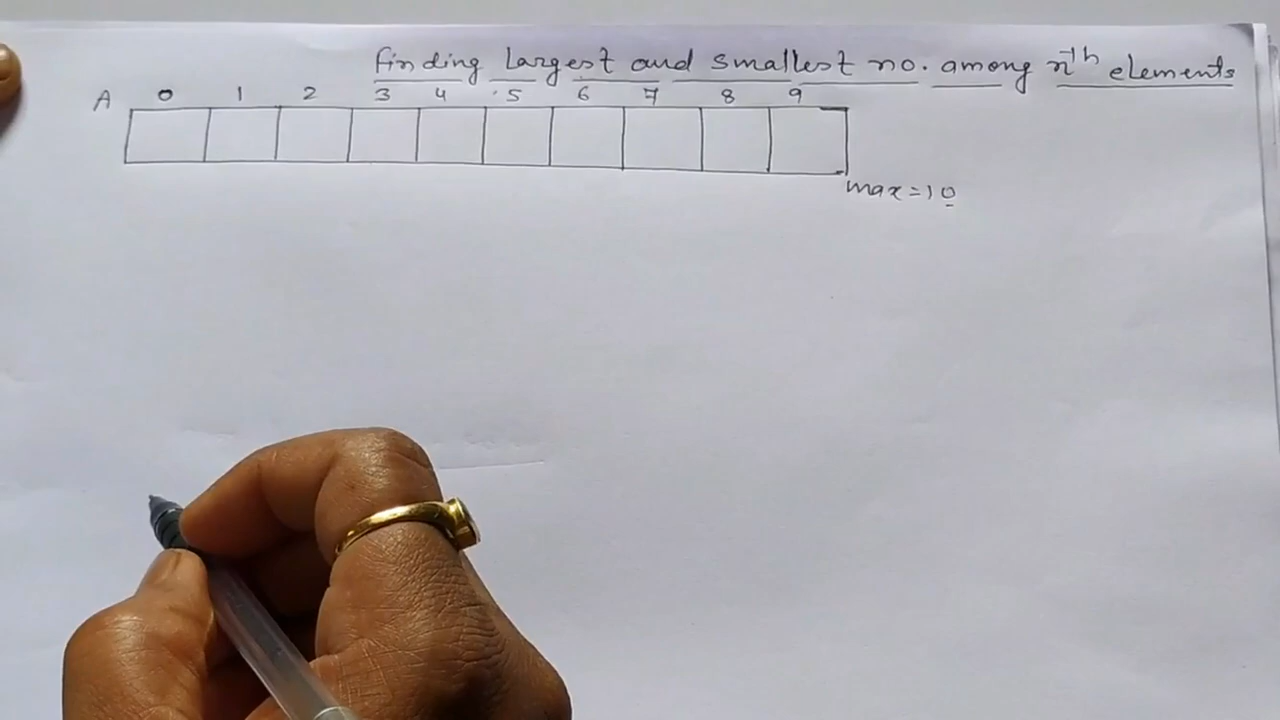 Finding Largest and Smallest no. among nth elements
A 0 1 2 3 4 5 6 7 8 9
max=10